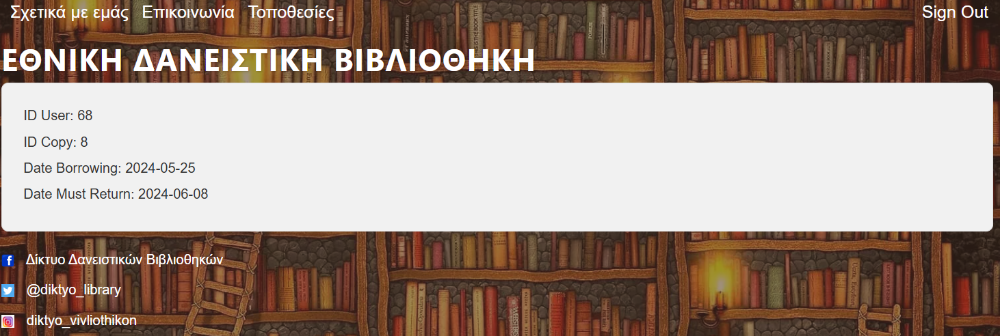 Σχετικά με εμάς Επικοινωνία Τοποθεσίες Sign Out
ΕΘΝΙΚΗ ΔΑΝΕΙΣΤΙΚΗ ΒΙΒΛΙΟΘΗΚΗ
ID User: 68
ID Copy: 8
Date Borrowing: 2024-05-25
Date Must Return: 2024-06-08
Δίκτυο Δανειστικών Βιβλιοθηκών
@diktyo_library
diktyo_vivliothikon